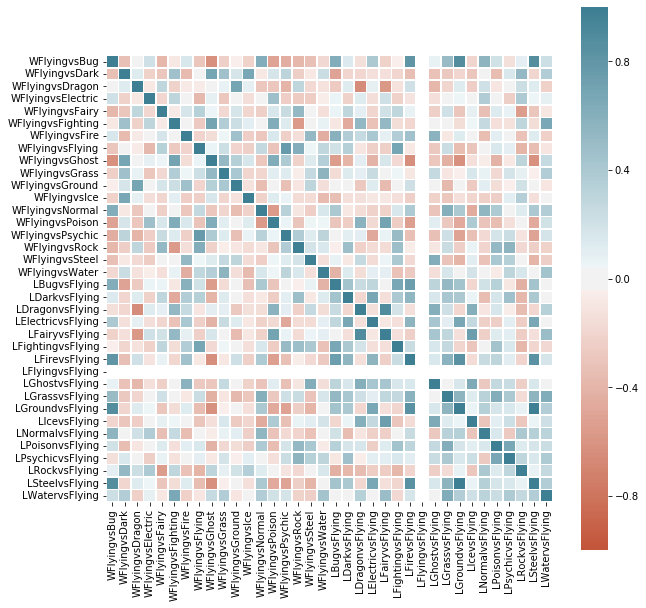 WFlyingvsBug
WFlyingvsDark
WFlyingvsDragon
WFlyingvsElectric
WFlyingvsFairy
WFlyingvsFighting
WFlyingvsFire
WFlyingvsFlying
WFlyingvsGhost
WFlyingvsGrass
WFlyingvsGround
WFlyingvsIce
WFlyingvsNormal
WFlyingvsPoison
WFlyingvsPsychic
WFlyingvsRock
WFlyingvsSteel
WFlyingvsWater
LBugvsFlying
LDarkvsFlying
LDragonvsFlying
LElectricvsFlying
LFairyvsFlying
LFightingvsFlying
LFirevsFlying
LFlyingvsFlying
LGhostvsFlying
LGrassvsFlying
LGroundvsFlying
LIcevsFlying
LNormalvsFlying
LPoisonvsFlying
LPsychicvsFlying
LRockvsFlying
LSteelvsFlying
LWatervsFlying
WFlyingvsBug
WFlyingvsDark
WFlyingvsDragon
WFlyingvsElectric
WFlyingvsFairy
WFlyingvsFighting
WFlyingvsFire
WFlyingvsFlying
WFlyingvsGhost
WFlyingvsGrass
WFlyingvsGround
WFlyingvsIce
WFlyingvsNormal
WFlyingvsPoison
WFlyingvsPsychic
WFlyingvsRock
WFlyingvsSteel
WFlyingvsWater
LBugvsFlying
LDarkvsFlying
LDragonvsFlying
LElectricvsFlying
LFairyvsFlying
LFightingvsFlying
LFirevsFlying
LFlyingvsFlying
LGhostvsFlying
LGrassvsFlying
LGroundvsFlying
LIcevsFlying
LNormalvsFlying
LPoisonvsFlying
LPsychicvsFlying
LRockvsFlying
LSteelvsFlying
LWatervsFlying
0.8
0.4
0.0
−0.4
−0.8